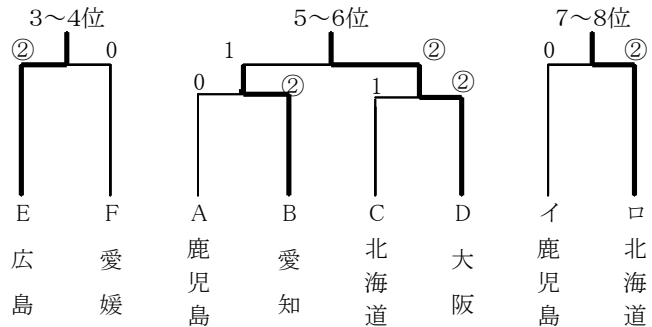 3～4位 5～6位 7～8位
② 0 1 ② 0 ②
0 ② 1 ②
E F A B C D イ ロ
広島 愛媛 鹿児島 愛知 北海道 大阪 鹿児島 北海道